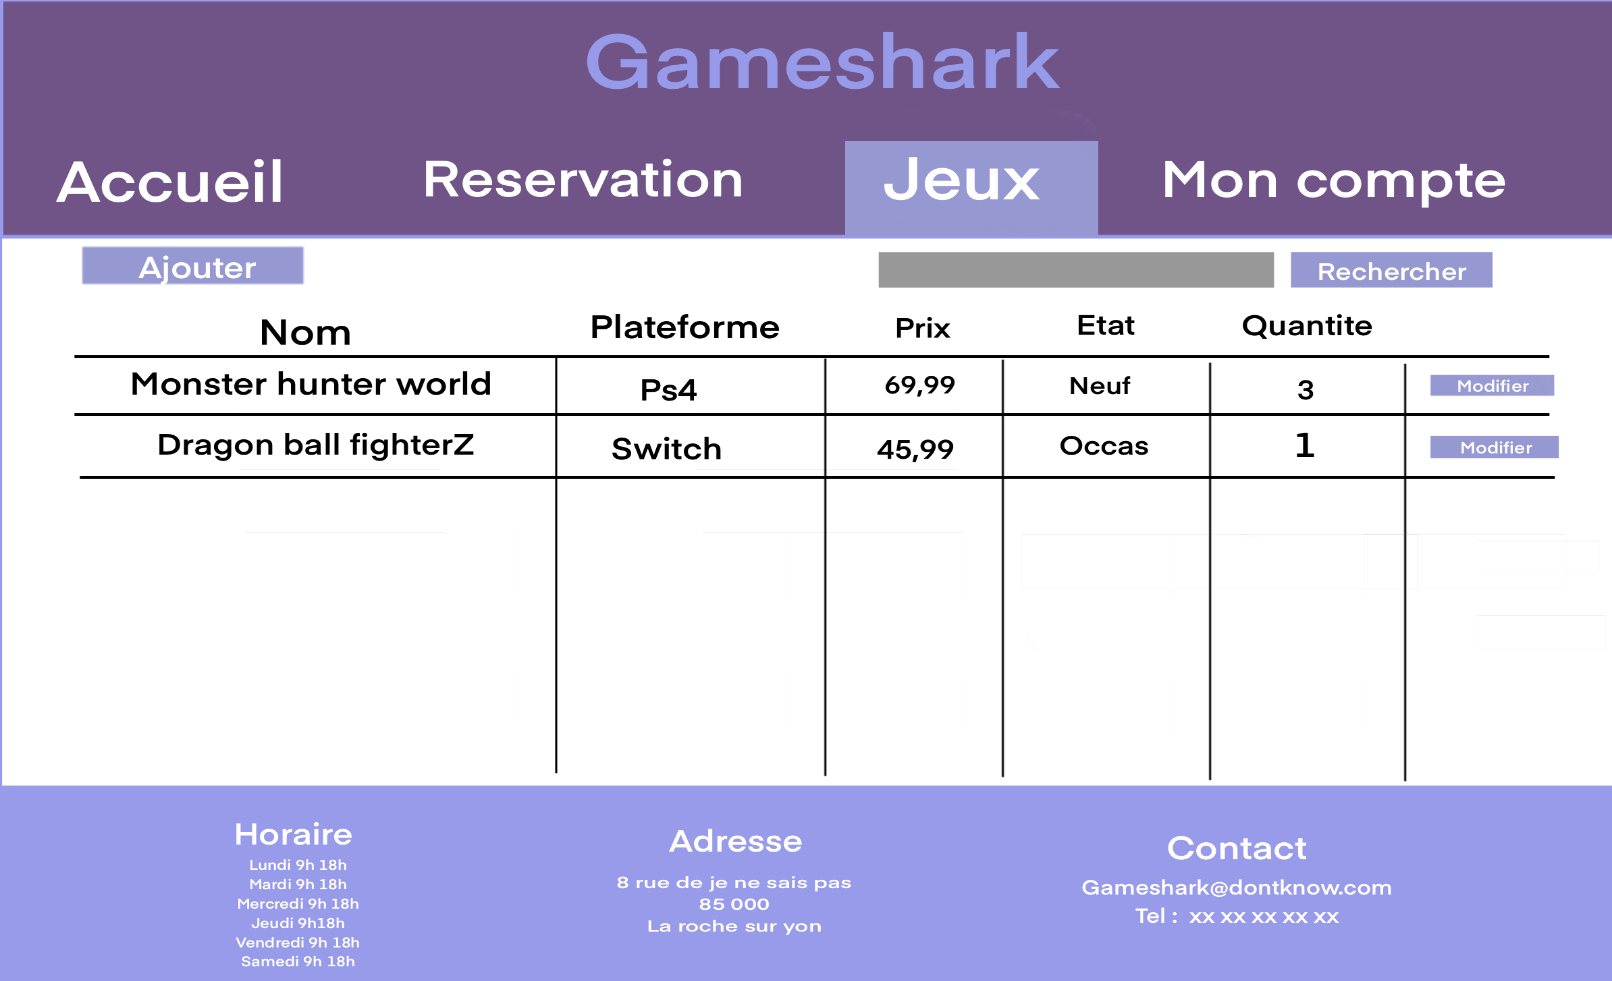 Gameshark
Accueil Reservation Jeux Mon compte
Ajouter Rechercher
Nom Plateforme Prix Etat Quantite
Monster hunter world Ps4 69,99 Neuf 3 Modifier
Dragon ball fighterZ Switch 45,99 Occas 1 Modifier
Horaire
Lundi 9h 18h
Mardi 9h 18h
Mercredi 9h 18h
Jeudi 9h18h
Vendredi 9h 18h
Samedi 9h 18h
Adresse
8 rue de je ne sais pas
85 000
La roche sur yon
Contact
Gameshark@dontknow.com
Tel : xx xx xx xx xx